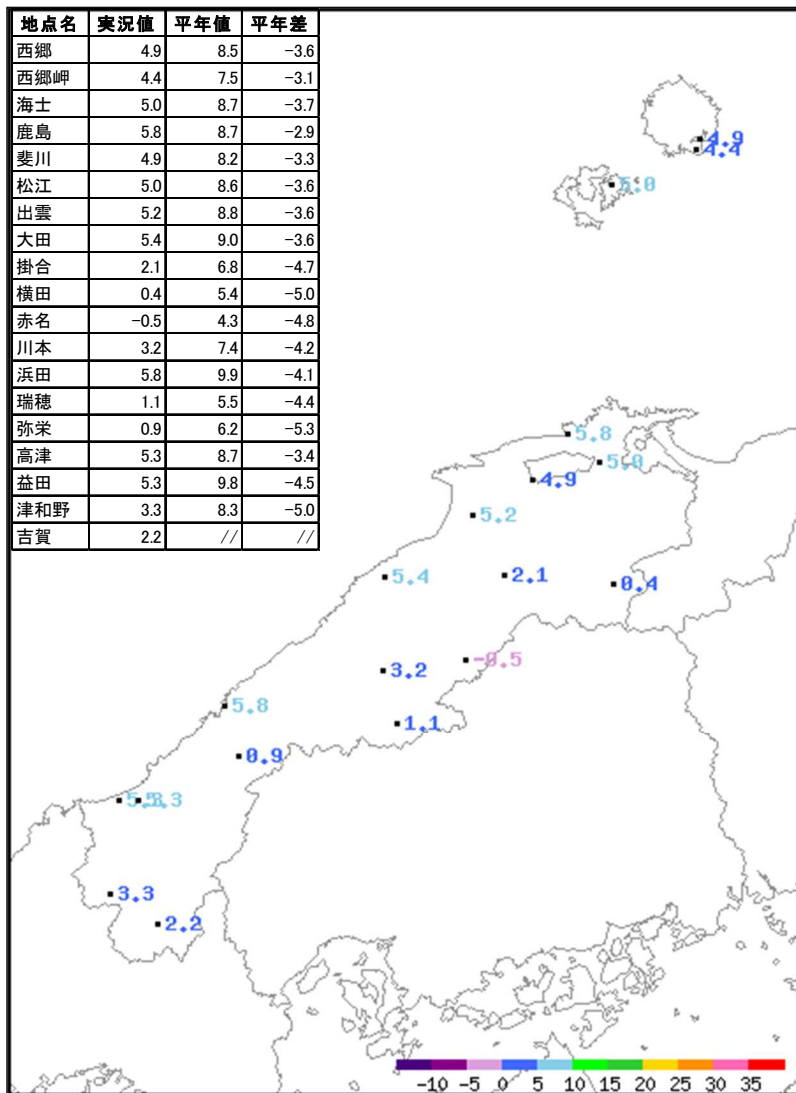 地点名 実況値 平年値 平年差
西郷 4.9 8.5 −3.6
西郷岬 4.4 7.5 −3.1
海士 5.0 8.7 −3.7
鹿島 5.8 8.7 −2.9
斐川 4.9 8.2 −3.3
松江 5.0 8.6 −3.6
出雲 5.2 8.8 −3.6
大田 5.4 9.0 −3.6
掛合 2.1 6.8 −4.7
横田 0.4 5.4 −5.0
赤名 −0.5 4.3 −4.8
川本 3.2 7.4 −4.2
浜田 5.8 9.9 −4.1
瑞穂 1.1 5.5 −4.4
弥栄 0.9 6.2 −5.3
高津 5.3 8.7 −3.4
益田 5.3 9.8 −4.5
津和野 3.3 8.3 −5.0
吉賀 2.2 // //
4.9
4.4
5.0
5.8
5.0
4.9
5.2
5.4
2.1
0.4
-0.5
3.2
5.8
1.1
0.9
5.3
3.3
2.2
-10 -5 0 5 10 15 20 25 30 35